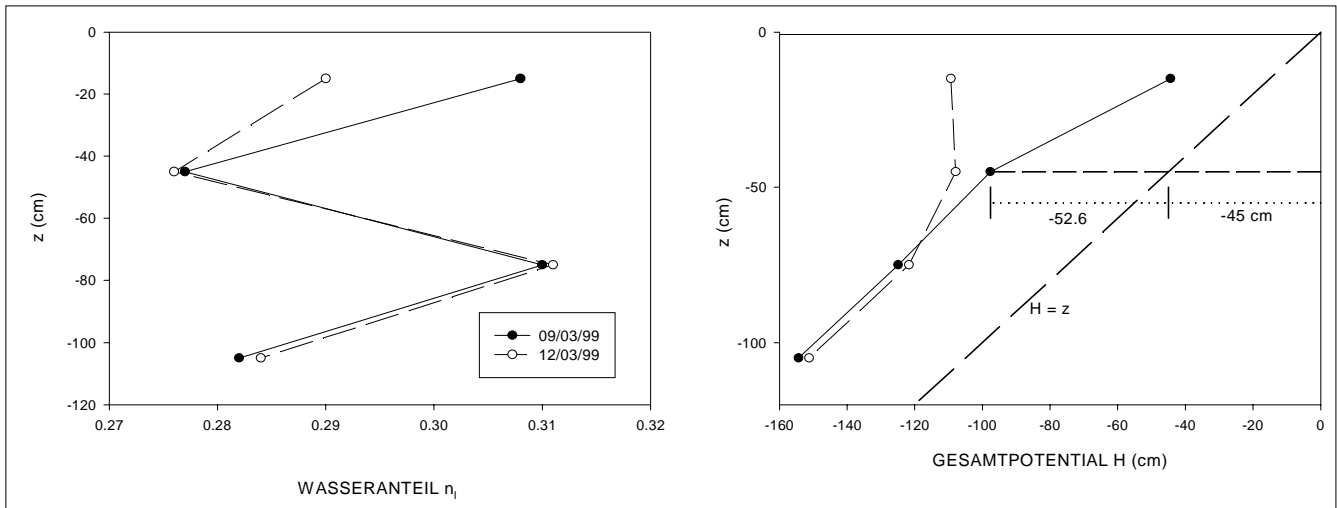 0
-20
-40
-60
-80
-100
-120
z (cm)
0.27 0.28 0.29 0.30 0.31 0.32
WASSERANTEIL nl
09/03/99
12/03/99
0
-50
-100
z (cm)
-52.6
-45 cm
H = z
-160 -140 -120 -100 -80 -60 -40 -20 0
GESAMTPOTENTIAL H (cm)